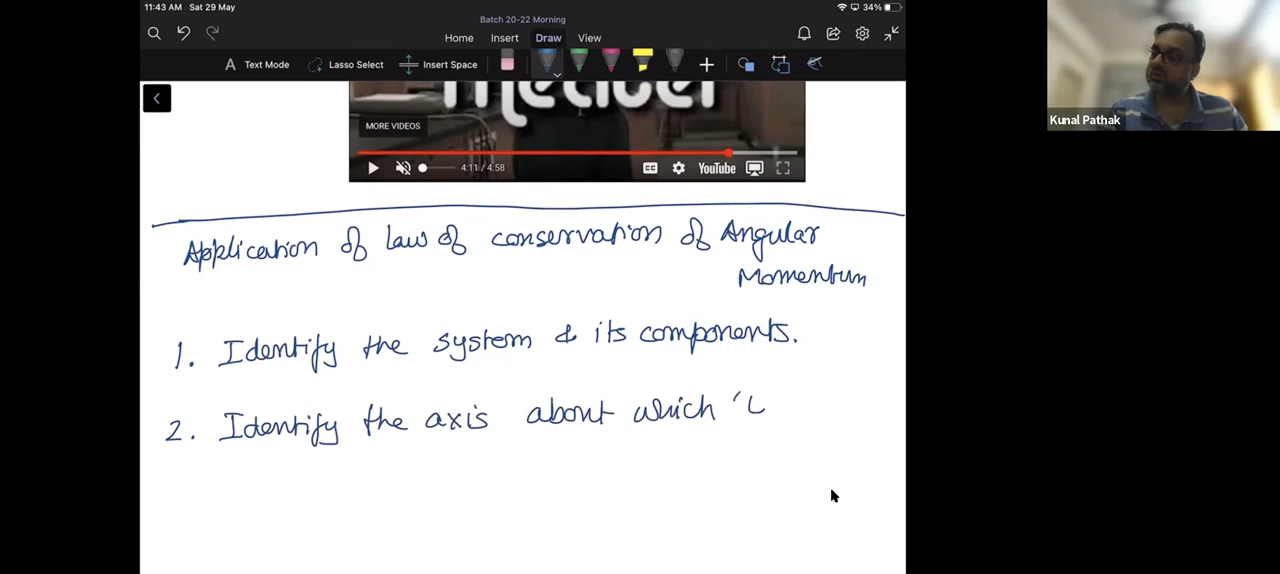 11:43 AM Sat 29 May
34%
Batch 20-22 Morning
Home Insert Draw View
Text Mode Lasso Select Insert Space
MORE VIDEOS
4:11 / 4:58 CC YouTube
Application of law of conservation of Angular
Momentum
1. Identify the system & its components.
2. Identify the axis about which 'L
Kunal Pathak